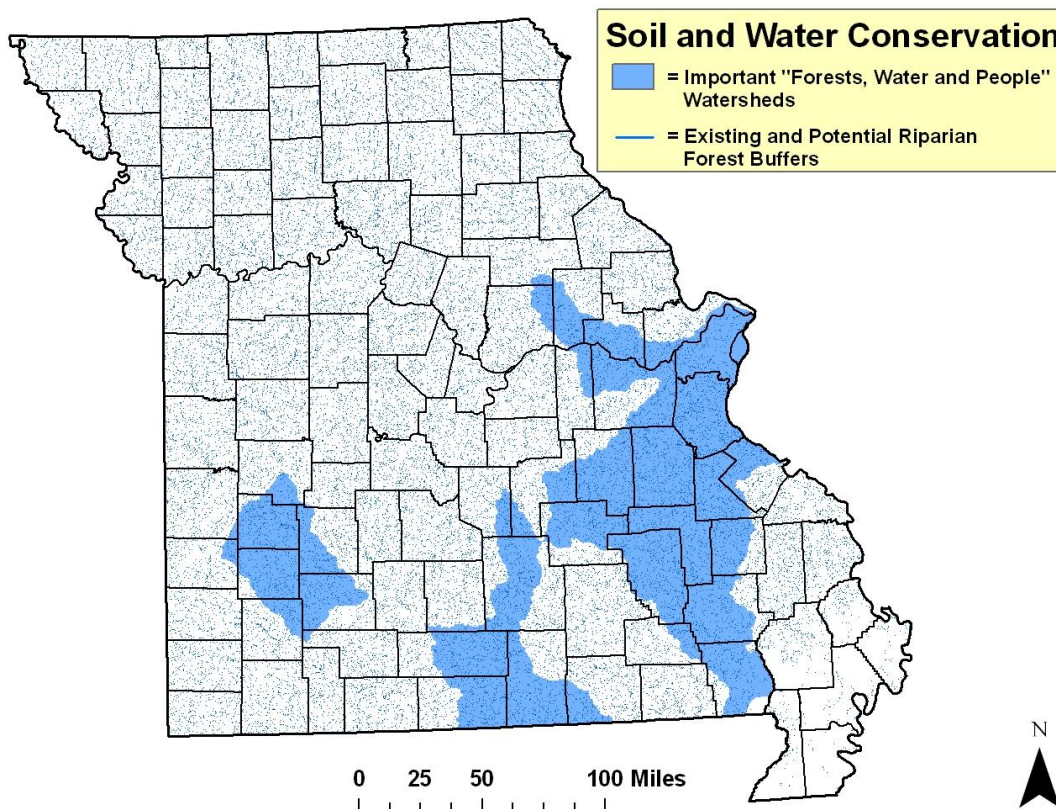 Soil and Water Conservation
= Important "Forests, Water and People"
Watersheds
= Existing and Potential Riparian
Forest Buffers
0 25 50 100 Miles
N